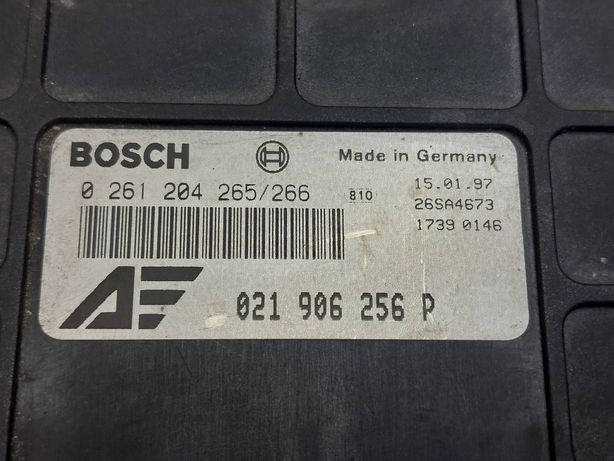 BOSCH
Made in Germany
0 261 204 265/266
810
15.01.97
26SA4673
1739 0146
AE
021 906 256 P